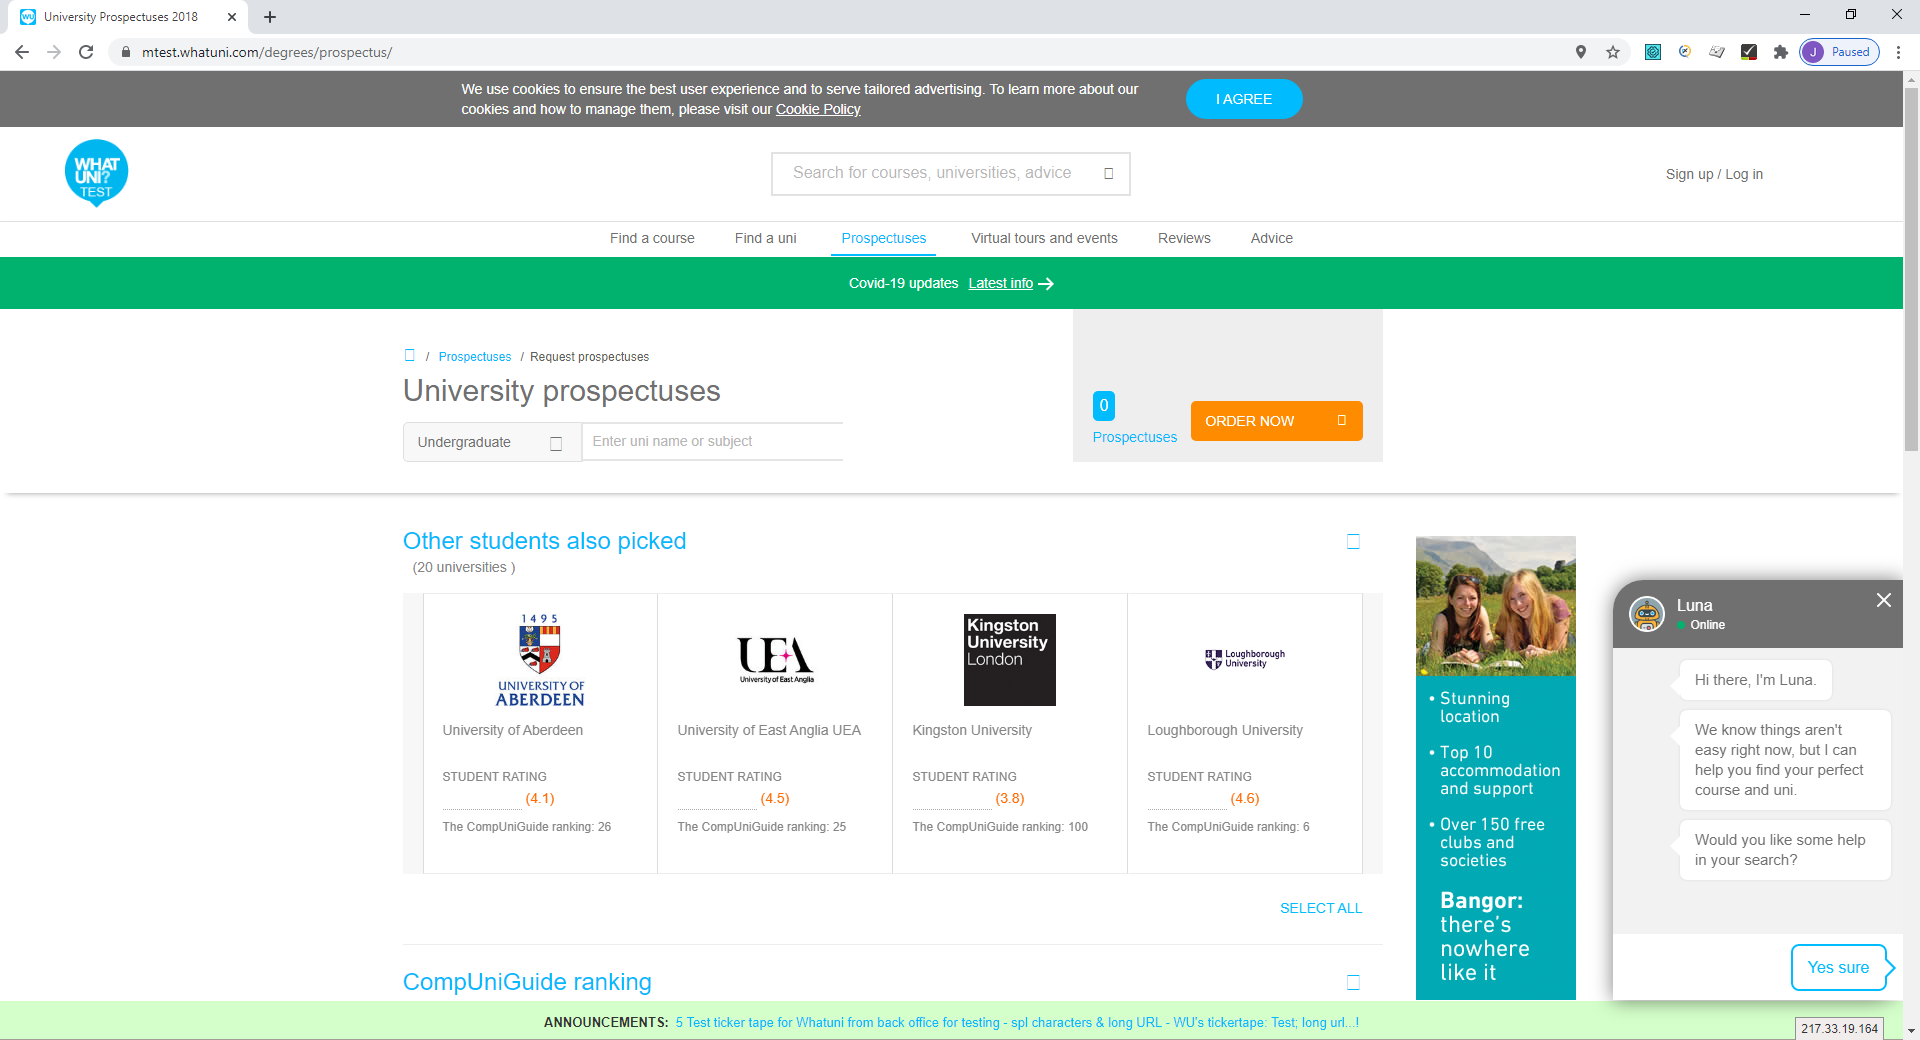 University Prospectuses 2018
mtest.whatuni.com/degrees/prospectus/
J Paused
We use cookies to ensure the best user experience and to serve tailored advertising. To learn more about our
cookies and how to manage them, please visit our Cookie Policy
I AGREE
WHAT
UNI?
TEST
Search for courses, universities, advice
Sign up / Log in
Find a course Find a uni Prospectuses Virtual tours and events Reviews Advice
Covid-19 updates Latest info
/ Prospectuses / Request prospectuses
University prospectuses
Undergraduate Enter uni name or subject
0
Prospectuses
ORDER NOW
Other students also picked
(20 universities )
1495
UNIVERSITY OF
ABERDEEN
UEA
University of East Anglia
Kingston
University
London
Loughborough
University
University of Aberdeen University of East Anglia UEA Kingston University Loughborough University
STUDENT RATING STUDENT RATING STUDENT RATING STUDENT RATING
(4.1) (4.5) (3.8) (4.6)
The CompUniGuide ranking: 26 The CompUniGuide ranking: 25 The CompUniGuide ranking: 100 The CompUniGuide ranking: 6
SELECT ALL
CompUniGuide ranking
• Stunning
location
• Top 10
accommodation
and support
• Over 150 free
clubs and
societies
Bangor:
there's
nowhere
like it
Luna
Online
Hi there, I'm Luna.
We know things aren't
easy right now, but I can
help you find your perfect
course and uni.
Would you like some help
in your search?
Yes sure
ANNOUNCEMENTS: 5 Test ticker tape for Whatuni from back office for testing - spl characters & long URL - WU's tickertape: Test; long url...!
217.33.19.164